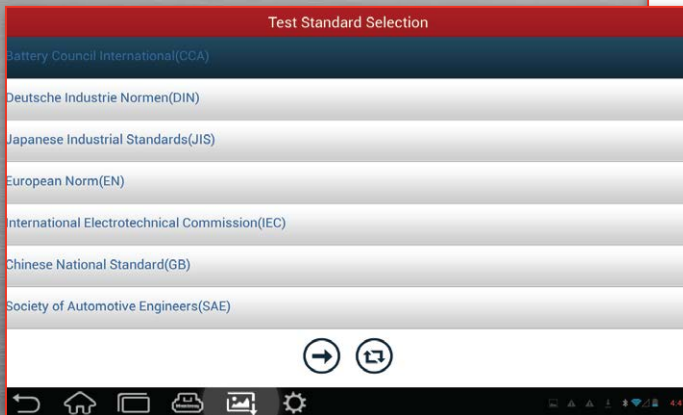 Test Standard Selection
Battery Council International(CCA)
Deutsche Industrie Normen(DIN)
Japanese Industrial Standards(JIS)
European Norm(EN)
International Electrotechnical Commission(IEC)
Chinese National Standard(GB)
Society of Automotive Engineers(SAE)